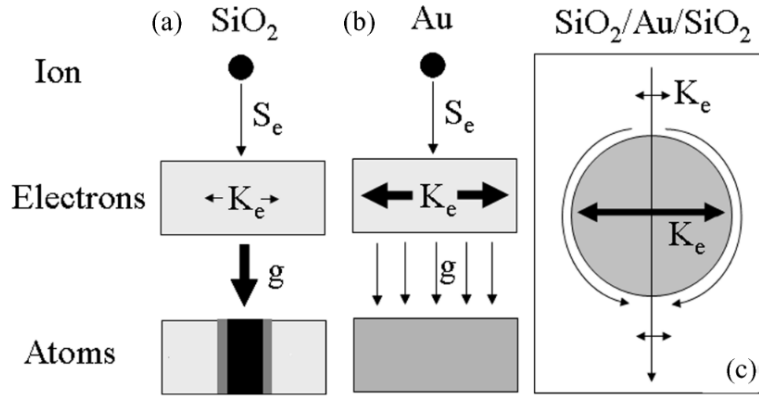 (a) SiO₂ (b) Au SiO₂/Au/SiO₂
Ion
Sₑ Sₑ
Kₑ
Electrons Kₑ Kₑ
Kₑ
g g
Atoms
(c)